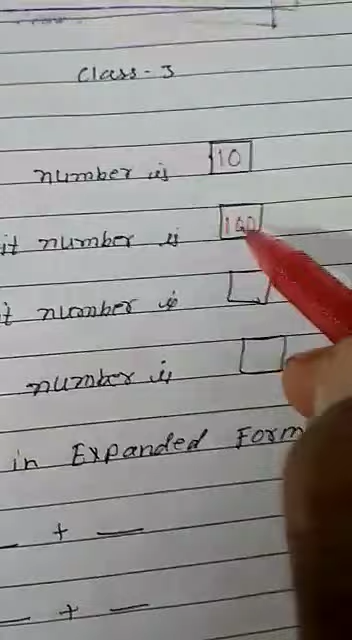 Class - 3
number is 10
it number is 100
it number is
number is
in Expanded Form
+
+